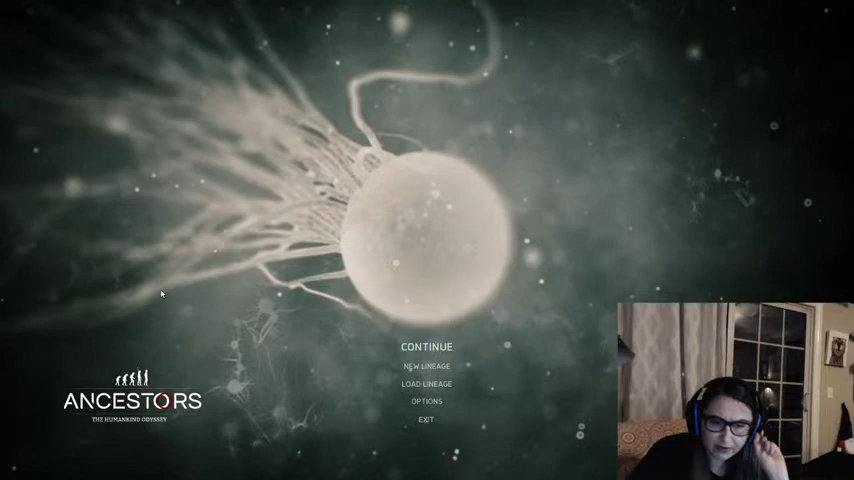 CONTINUE
NEW LINEAGE
LOAD LINEAGE
OPTIONS
EXIT
ANCESTORS
THE HUMANKIND ODYSSEY